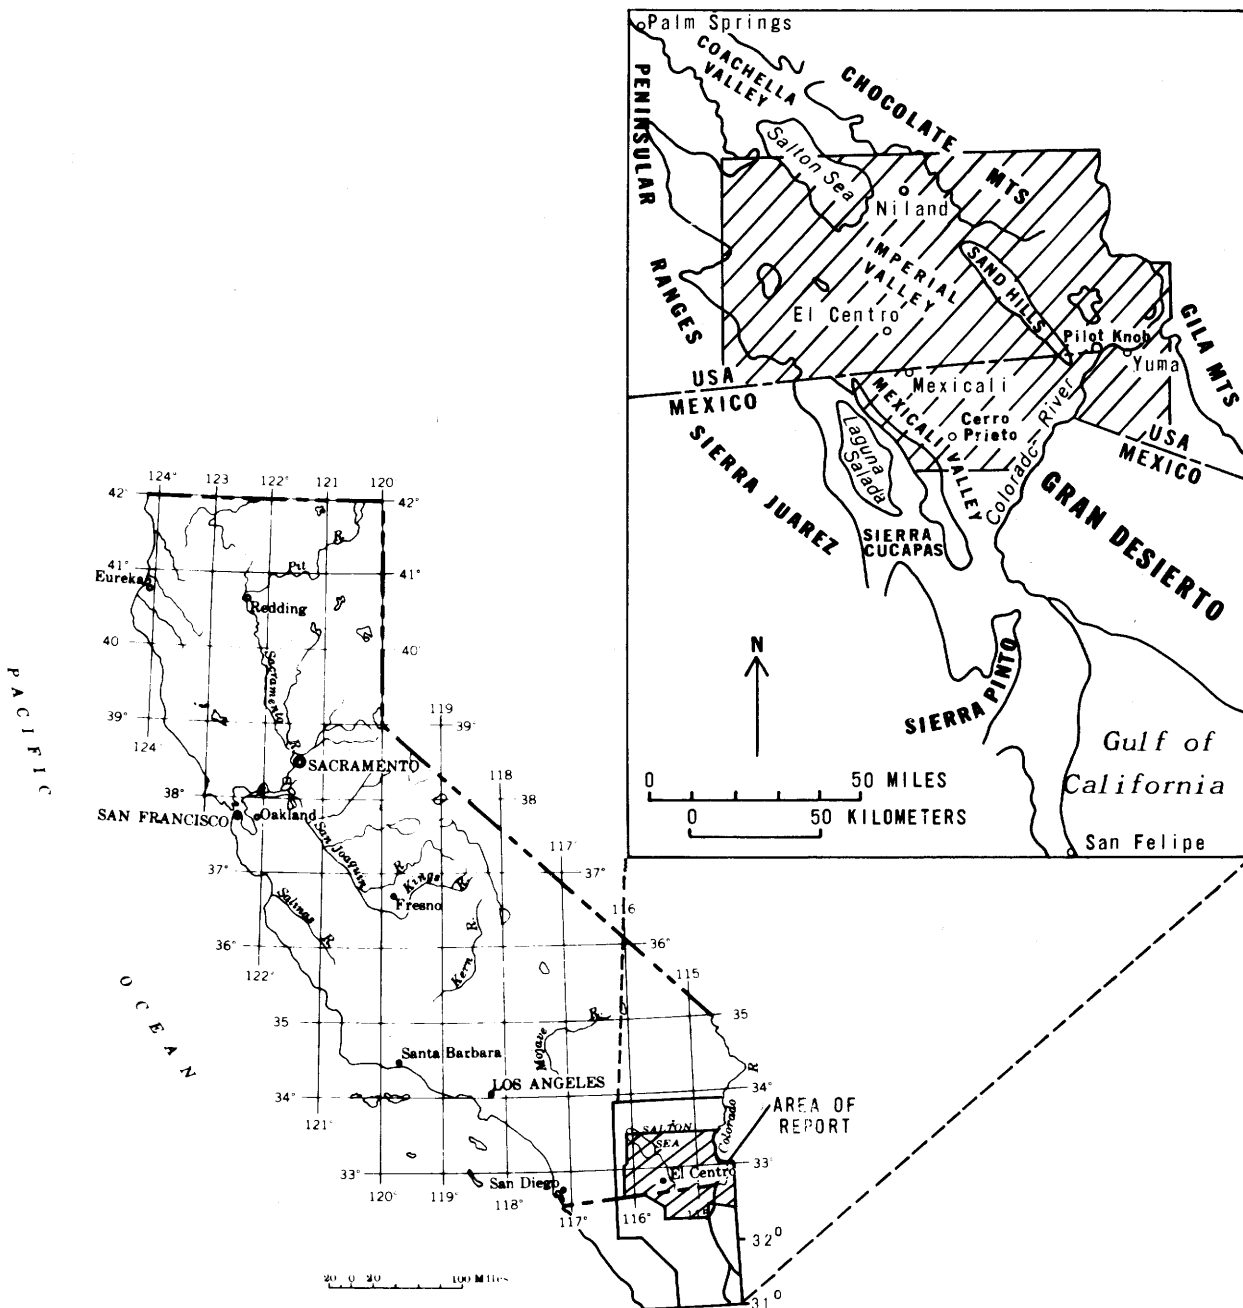 Palm Springs
COACHELLA
VALLEY
CHOCOLATE
MTS
PENINSULAR
RANGES
Salton Sea
Niland
IMPERIAL
VALLEY
SAND HILLS
El Centro
Pilot Knob
Yuma
GILA MTS
USA
MEXICO
Mexicali
MEXICALI
VALLEY
Cerro
Prieto
Colorado River
USA
MEXICO
Laguna
Salada
SIERRA JUAREZ
SIERRA
CUCAPAS
GRAN DESIERTO
N
SIERRA PINTO
Gulf of
California
0 50 MILES
0 50 KILOMETERS
San Felipe
124° 123 122° 121 120
42° 42°
R.
Pit
41° 41°
Eureka
Redding
40 40°
Sacramento
R
PACIFIC
39° 119
39°
124°
SACRAMENTO
118
38° 38
SAN FRANCISCO
Oakland
San Joaquin
R
117°
37° 37°
Kings
R
Fresno
Salinas
R
116
36° 36°
122°
Kern
R.
115
OCEAN
35 35
Mojave
R.
Santa Barbara
LOS ANGELES
34° 34°
121°
Colorado
R
AREA OF
REPORT
SALTON
SEA
33° 33°
El Centro
San Diego
120° 119° 118° 117° 116°
32°
20 0 20 100 Miles
31°